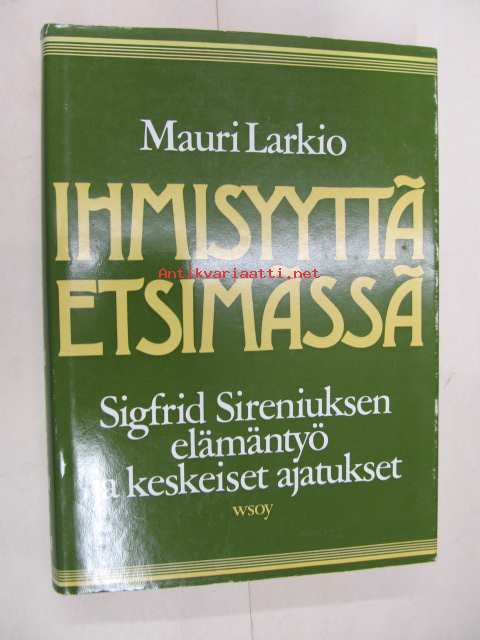 Mauri Larkio
IHMISYYTTÄ
Antikvariaatti.net
ETSIMÄSSÄ
Sigfrid Sireniuksen
elämäntyö
ja keskeiset ajatukset
wsoy